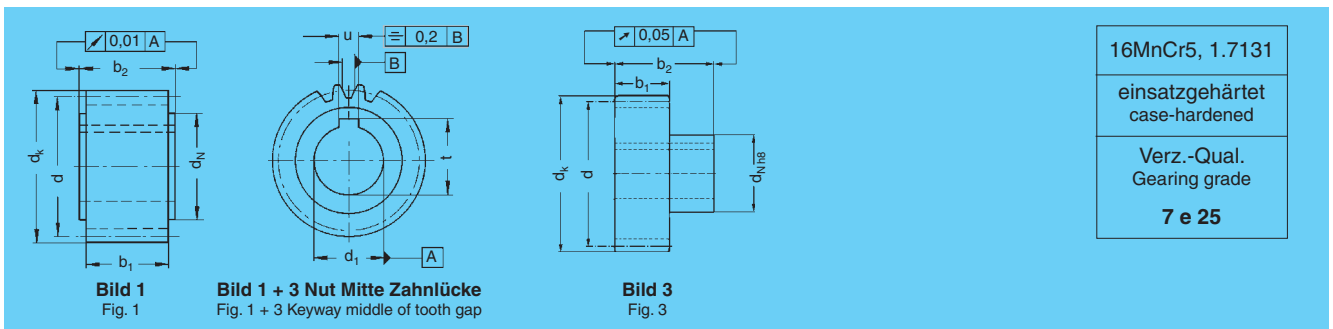 0,01 A
b2
dk
d
dN
b1
Bild 1
Fig. 1
u
0,2 B
B
t
d1
A
Bild 1 + 3 Nut Mitte Zahnlücke
Fig. 1 + 3 Keyway middle of tooth gap
0,05 A
b2
b1
dk
d
dN h8
Bild 3
Fig. 3
16MnCr5, 1.7131
einsatzgehärtet
case-hardened
Verz.-Qual.
Gearing grade
7 e 25